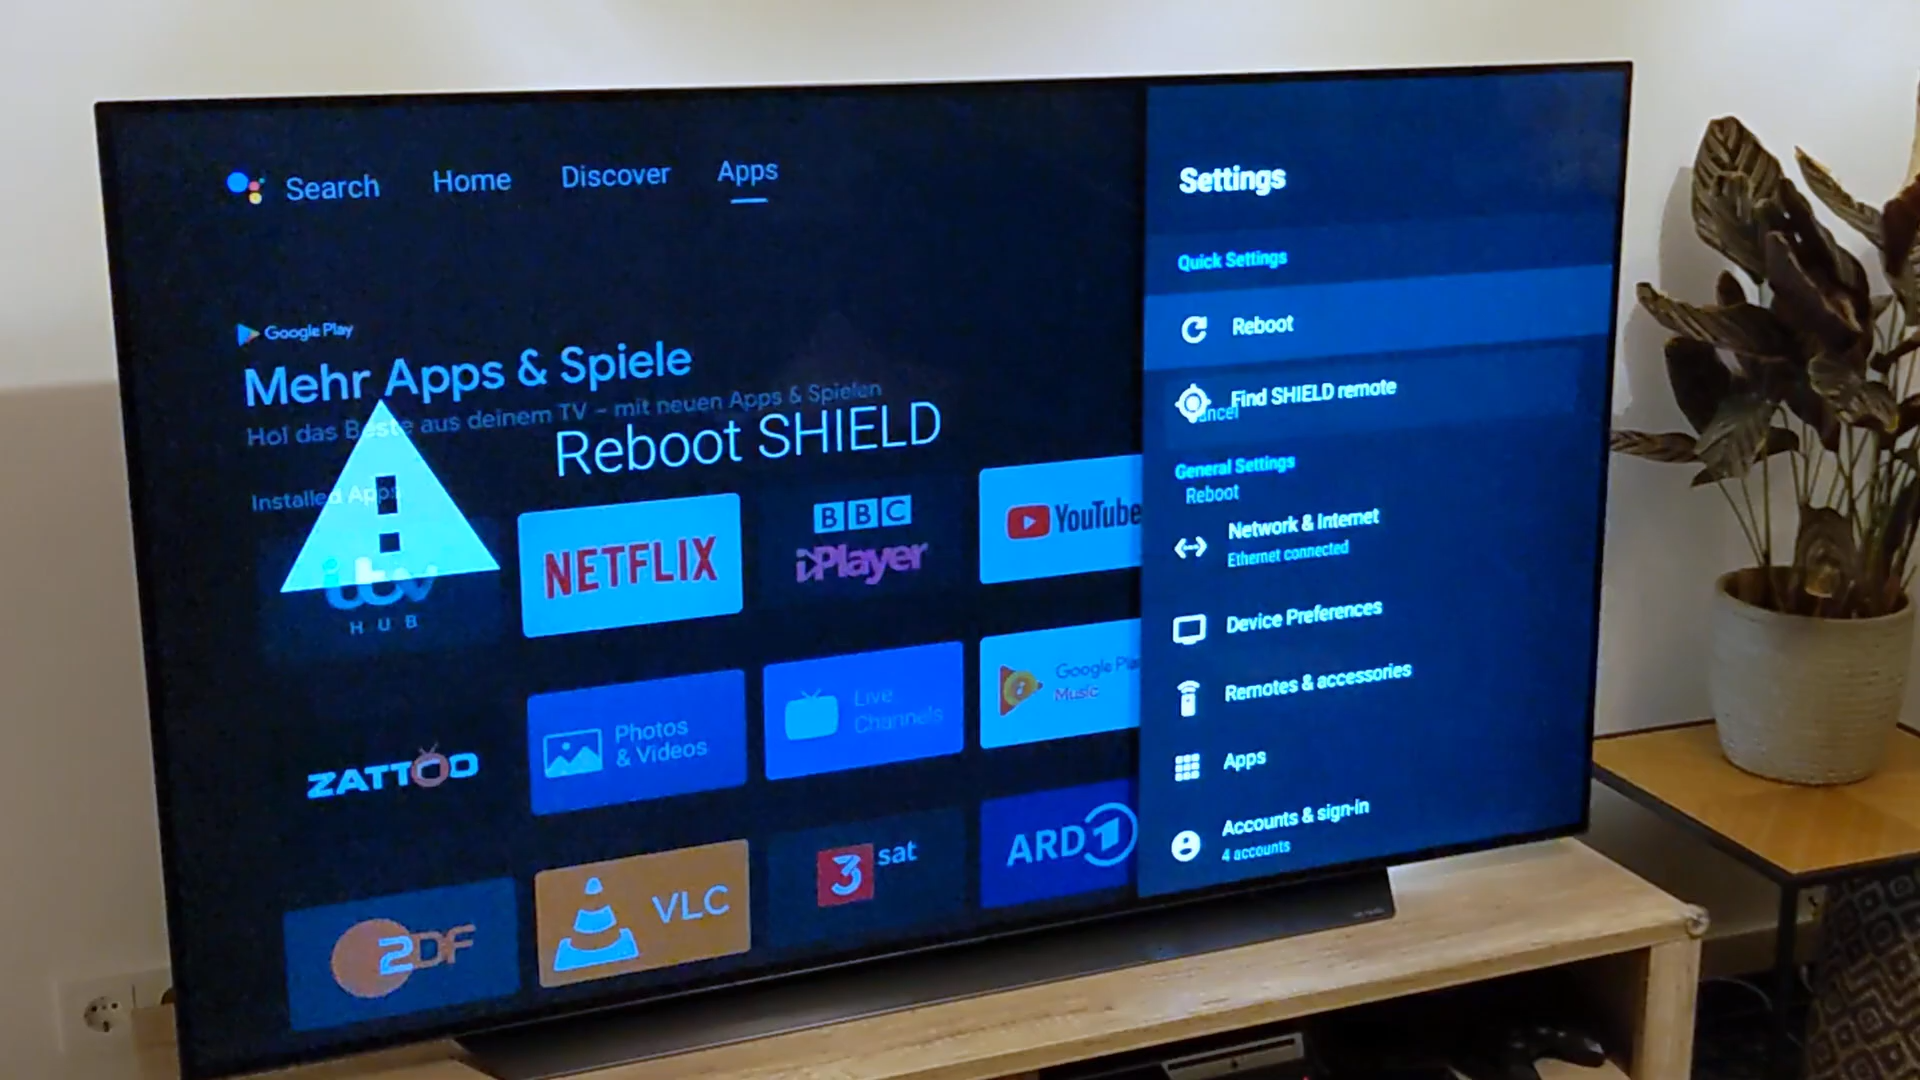 Search Home Discover Apps
Google Play
Mehr Apps & Spiele
Hol das Beste aus deinem TV – mit neuen Apps & Spielen
Reboot SHIELD
Installed Apps
itv
HUB
NETFLIX
BBC
iPlayer
YouTube
ZATTOO
Photos
& Videos
Live
Channels
Google Play
Music
ZDF
VLC
3 sat
ARD 1
Settings
Quick Settings
Reboot
Find SHIELD remote
Cancel
General Settings
Reboot
Network & Internet
Ethernet connected
Device Preferences
Remotes & accessories
Apps
Accounts & sign-in
4 accounts